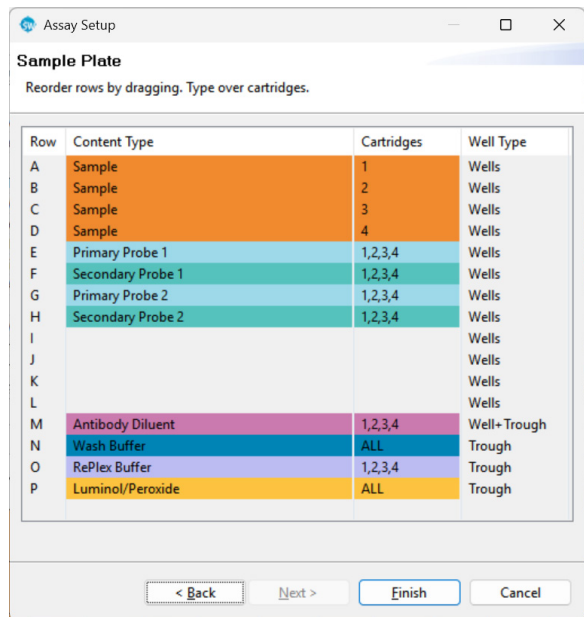 Assay Setup
Sample Plate
Reorder rows by dragging. Type over cartridges.
Row Content Type Cartridges Well Type
A Sample 1 Wells
B Sample 2 Wells
C Sample 3 Wells
D Sample 4 Wells
E Primary Probe 1 1,2,3,4 Wells
F Secondary Probe 1 1,2,3,4 Wells
G Primary Probe 2 1,2,3,4 Wells
H Secondary Probe 2 1,2,3,4 Wells
I Wells
J Wells
K Wells
L Wells
M Antibody Diluent 1,2,3,4 Well+Trough
N Wash Buffer ALL Trough
O RePlex Buffer 1,2,3,4 Trough
P Luminol/Peroxide ALL Trough
< Back Next > Finish Cancel